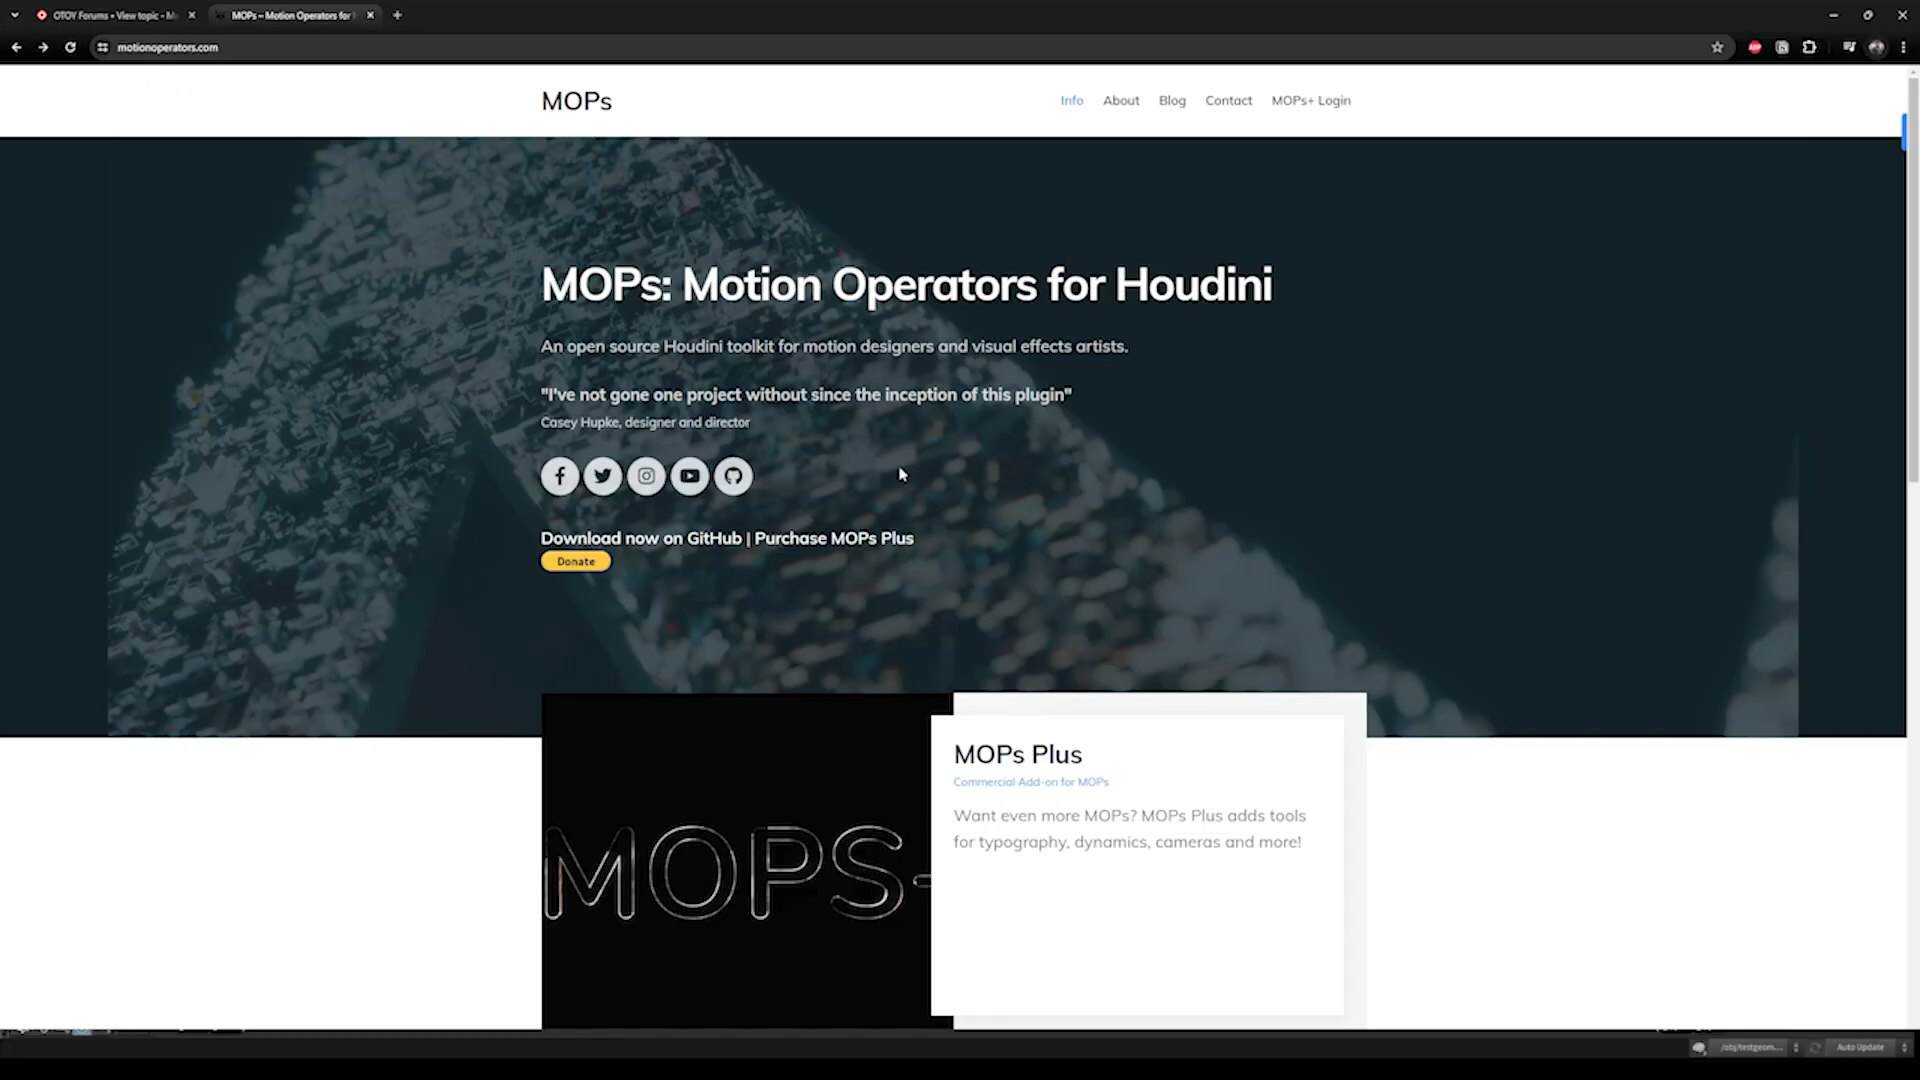 OTOY Forums • View topic - M
MOPs – Motion Operators for
motionoperators.com
ABP
MOPs
Info About Blog Contact MOPs+ Login
MOPs: Motion Operators for Houdini
An open source Houdini toolkit for motion designers and visual effects artists.
"I've not gone one project without since the inception of this plugin"
Casey Hupke, designer and director
Download now on GitHub | Purchase MOPs Plus
Donate
MOPS-
MOPs Plus
Commercial Add-on for MOPs
Want even more MOPs? MOPs Plus adds tools
for typography, dynamics, cameras and more!
/obj/testgeom... Auto Update